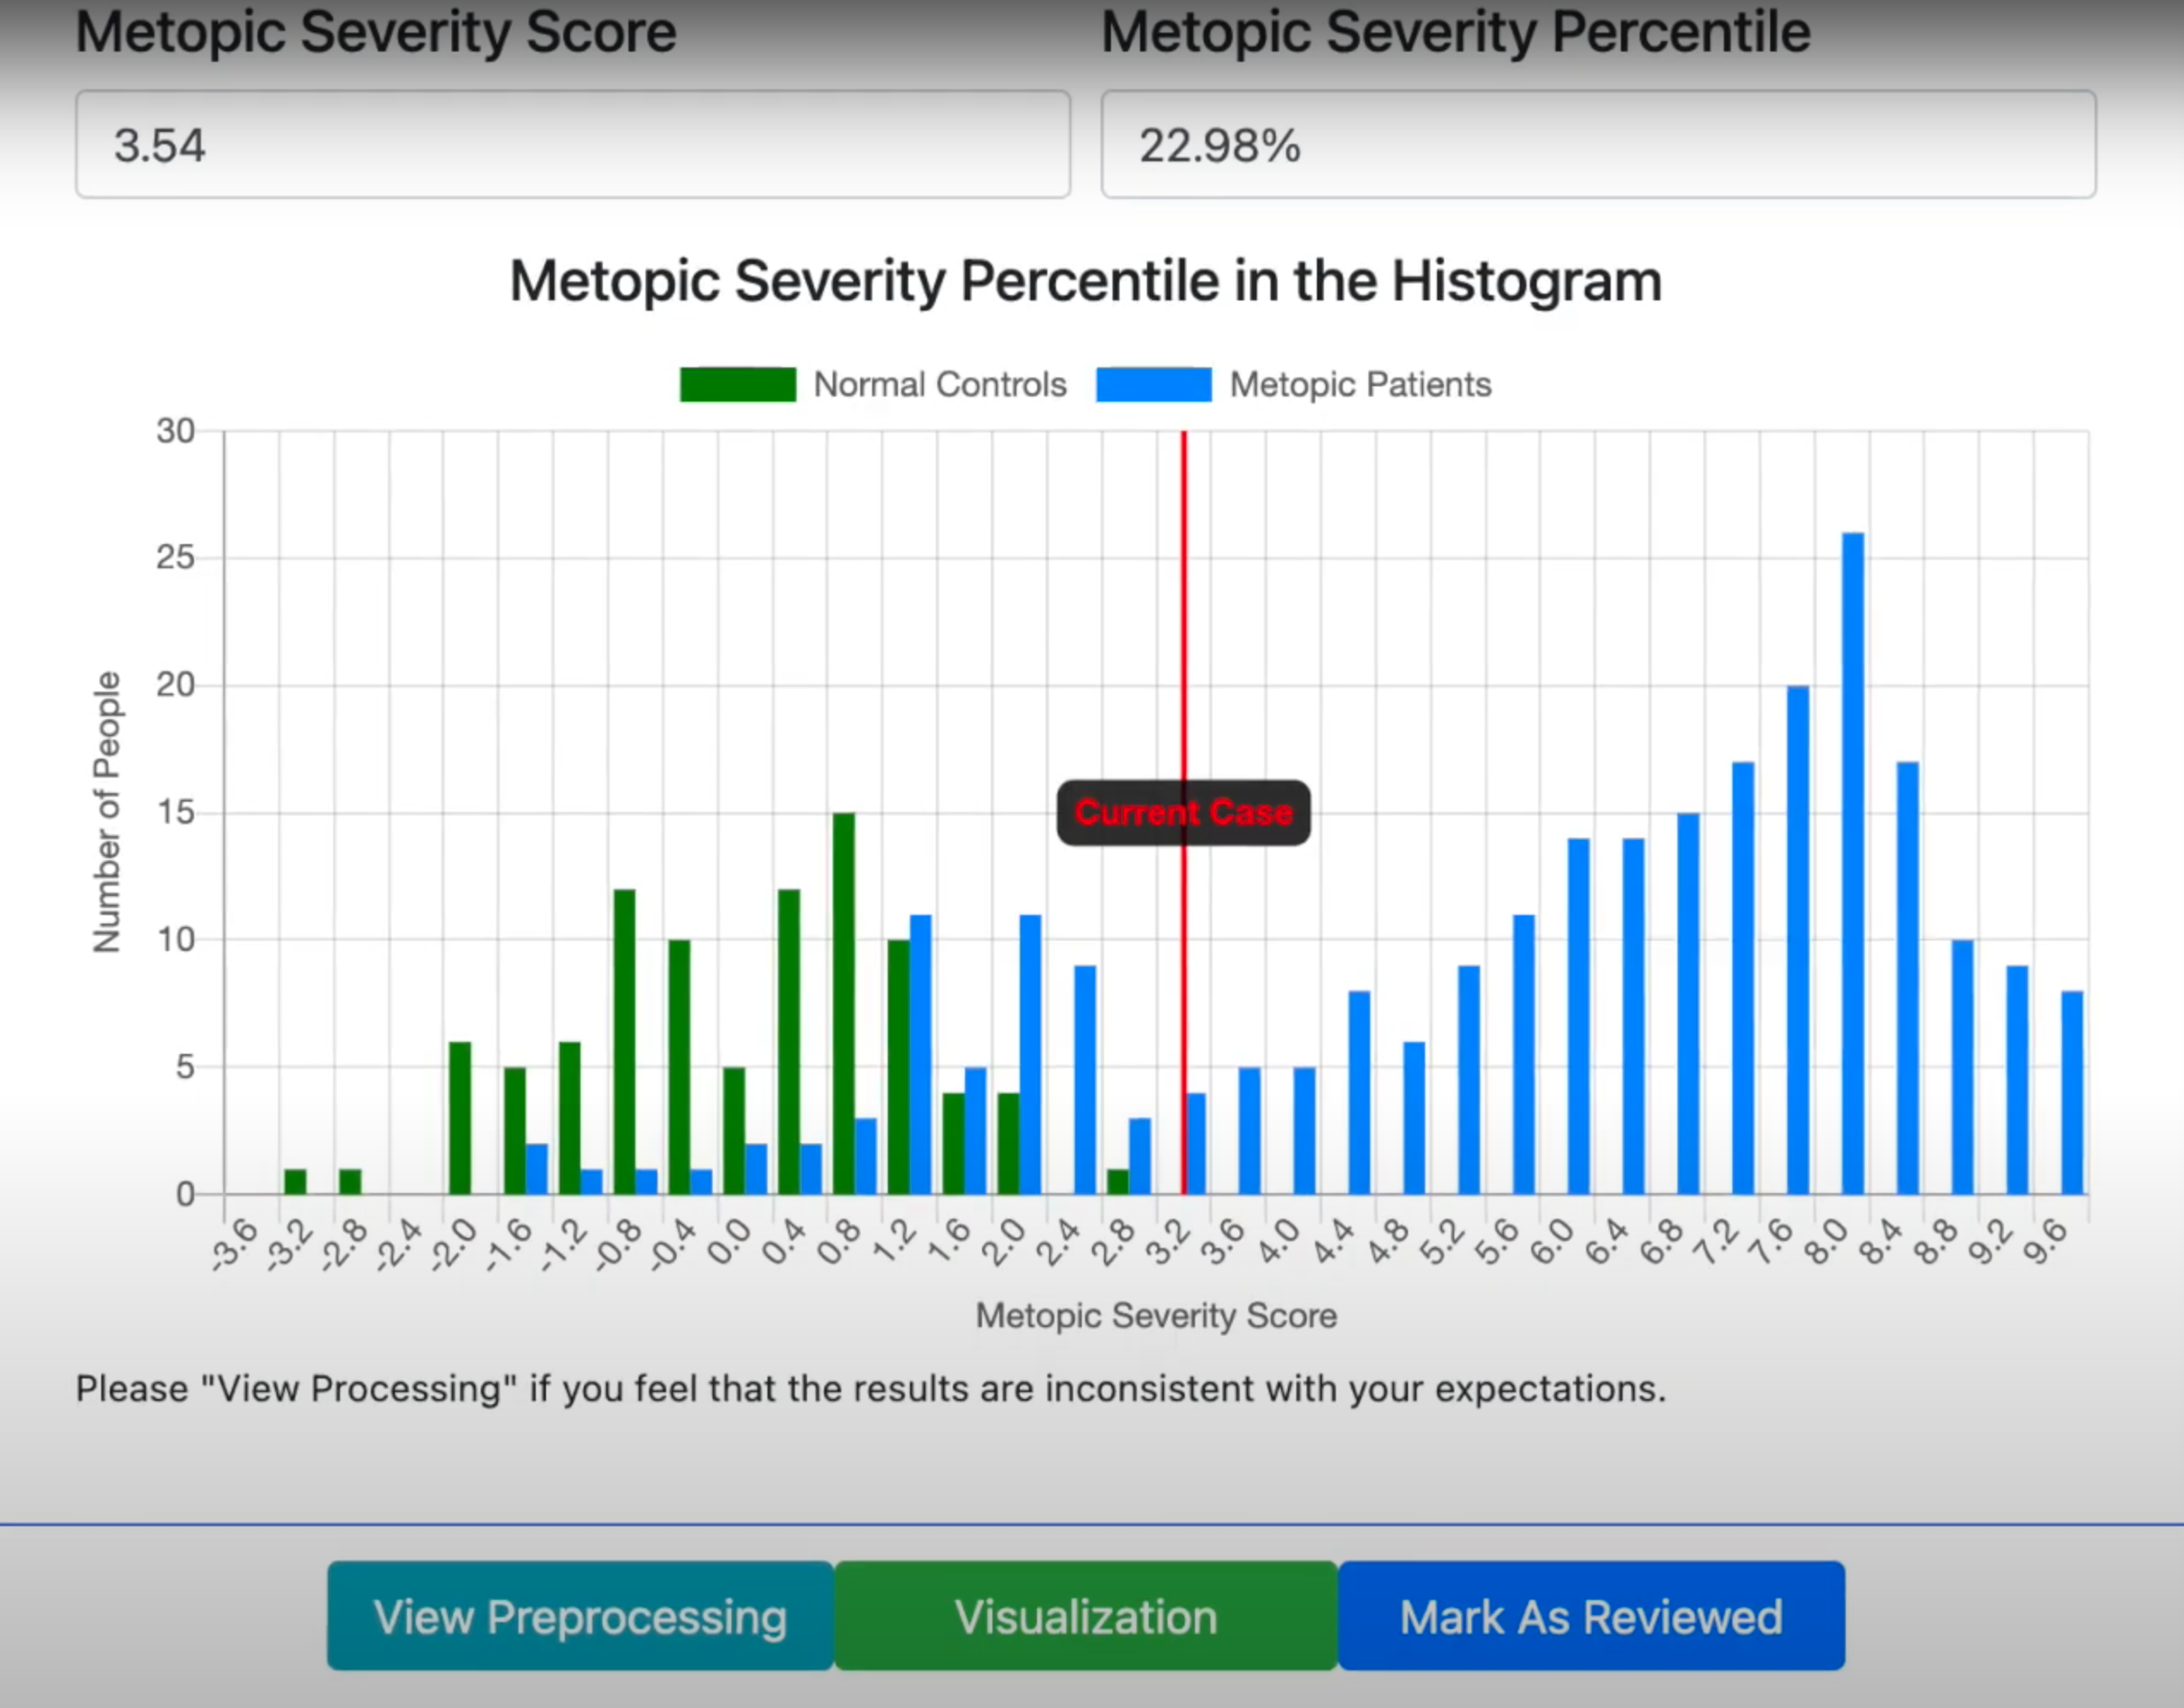 Metopic Severity Score Metopic Severity Percentile
3.54 22.98%
Metopic Severity Percentile in the Histogram
Normal Controls Metopic Patients
30
25
20
15
10
5
0
Number of People
Current Case
-3.6 -3.2 -2.8 -2.4 -2.0 -1.6 -1.2 -0.8 -0.4 0.0 0.4 0.8 1.2 1.6 2.0 2.4 2.8 3.2 3.6 4.0 4.4 4.8 5.2 5.6 6.0 6.4 6.8 7.2 7.6 8.0 8.4 8.8 9.2 9.6
Metopic Severity Score
Please "View Processing" if you feel that the results are inconsistent with your expectations.
View Preprocessing Visualization Mark As Reviewed